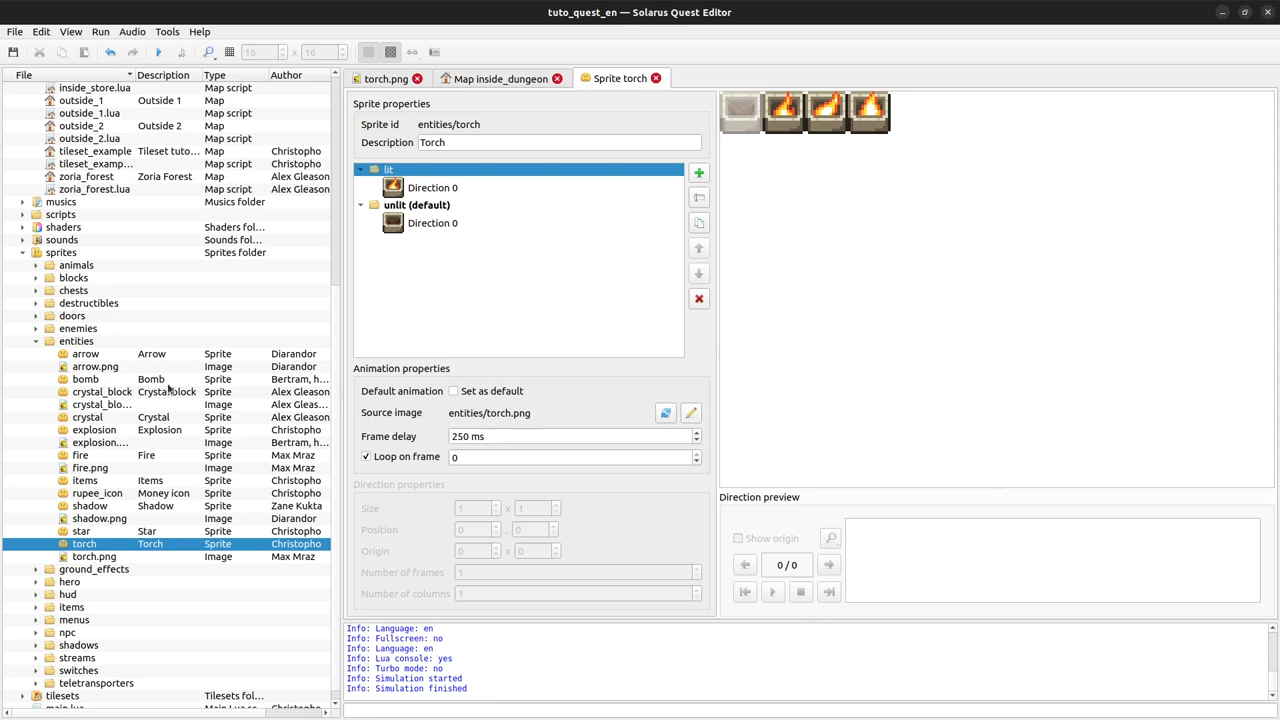 tuto_quest_en — Solarus Quest Editor
File Edit View Run Audio Tools Help
16 x 16
File Description Type Author
inside_store.lua Map script
outside_1 Outside 1 Map
outside_1.lua Map script
outside_2 Outside 2 Map
outside_2.lua Map script
tileset_example Tileset tuto... Map Christopho
tileset_examp... Map script Christopho
zoria_forest Zoria Forest Map Alex Gleason
zoria_forest.lua Map script Alex Gleason
musics Musics folder
scripts
shaders Shaders fol...
sounds Sounds fol...
sprites Sprites folder
animals
blocks
chests
destructibles
doors
enemies
entities
arrow Arrow Sprite Diarandor
arrow.png Image Diarandor
bomb Bomb Sprite Bertram, h...
crystal_block Crystal block Sprite Alex Gleason
crystal_blo... Image Alex Gleas...
crystal Crystal Sprite Alex Gleason
explosion Explosion Sprite Christopho
explosion.... Image Bertram, h...
fire Fire Sprite Max Mraz
fire.png Image Max Mraz
items Items Sprite Christopho
rupee_icon Money icon Sprite Christopho
shadow Shadow Sprite Zane Kukta
shadow.png Image Diarandor
star Star Sprite Christopho
torch Torch Sprite Christopho
torch.png Image Max Mraz
ground_effects
hero
hud
items
menus
npc
shadows
streams
switches
teletransporters
tilesets Tilesets fol...
main.lua Main Lua sc... Christopho
torch.png Map inside_dungeon Sprite torch
Sprite properties
Sprite id entities/torch
Description Torch
lit
Direction 0
unlit (default)
Direction 0
Animation properties
Default animation Set as default
Source image entities/torch.png
Frame delay 250 ms
Loop on frame 0
Direction properties
Size 1 x 1
Position 0 , 0
Origin 0 x 0
Number of frames 1
Number of columns 1
Direction preview
Show origin
0 / 0
Info: Language: en
Info: Fullscreen: no
Info: Language: en
Info: Lua console: yes
Info: Turbo mode: no
Info: Simulation started
Info: Simulation finished